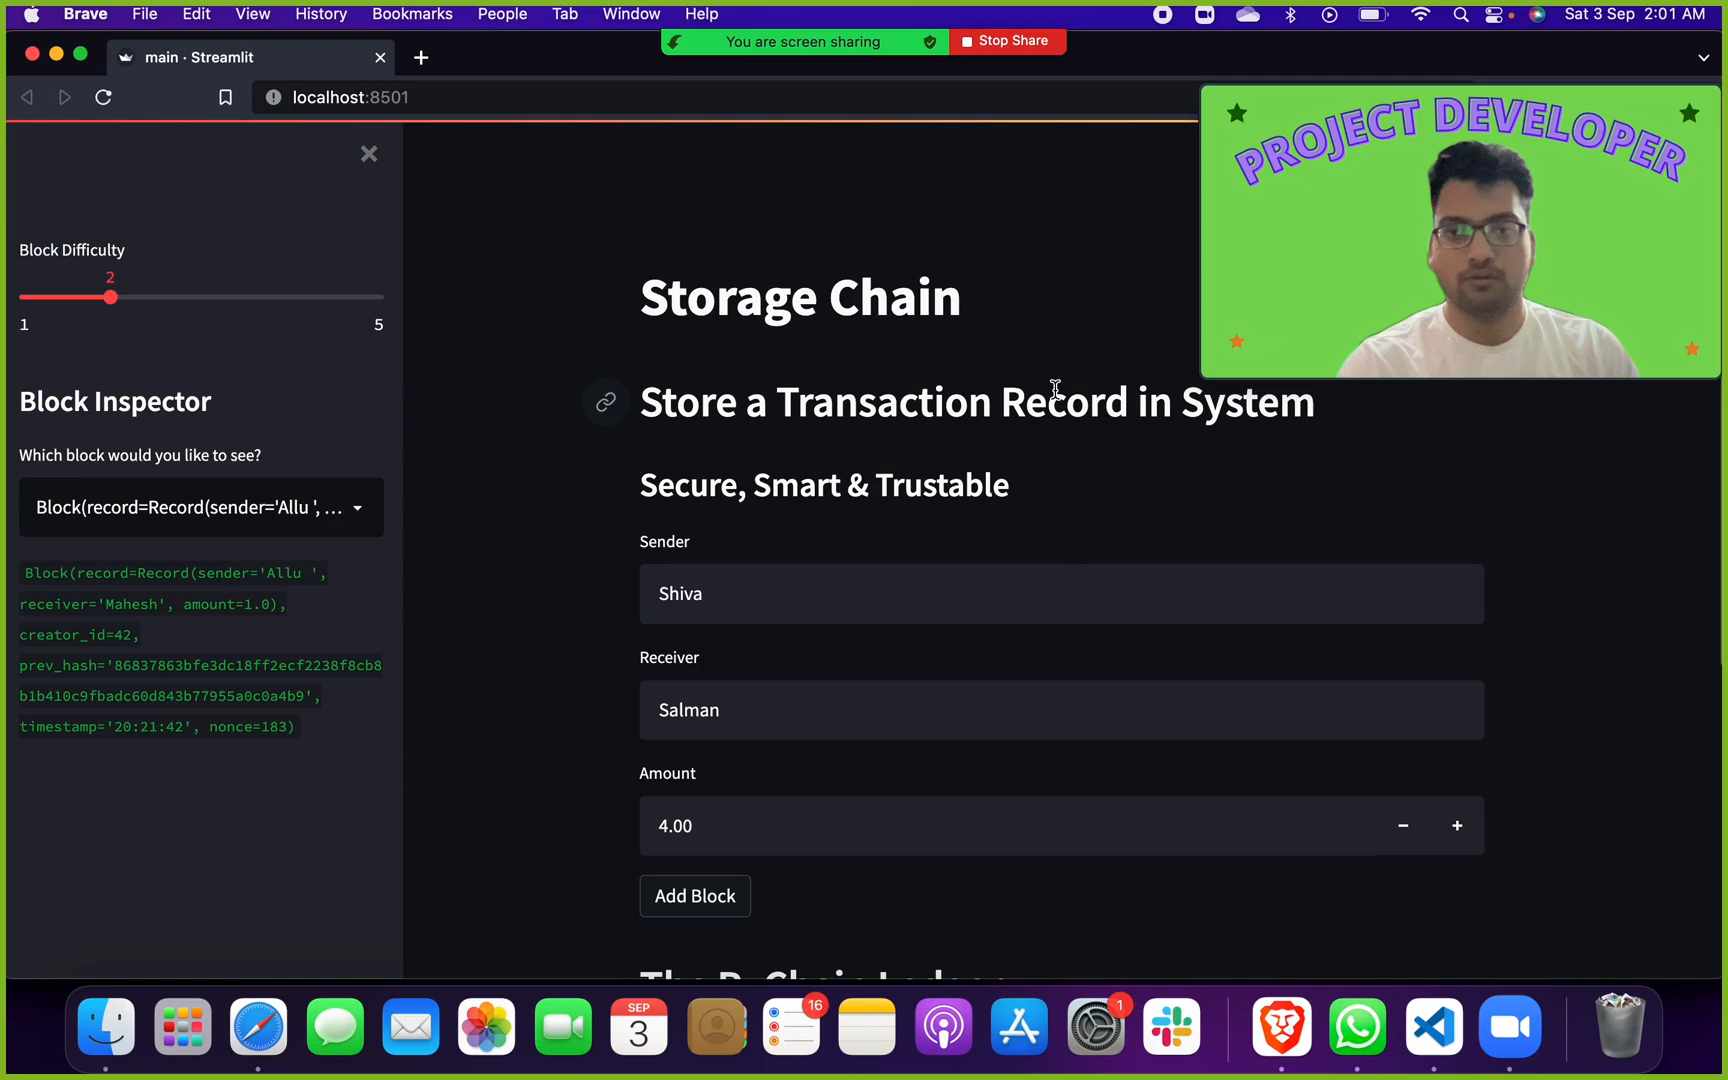 Brave File Edit View History Bookmarks People Tab Window Help Sat 3 Sep 2:01 AM
You are screen sharing Stop Share
main · Streamlit
localhost:8501
PROJECT DEVELOPER
Block Difficulty
2
1 5
Block Inspector
Which block would you like to see?
Block(record=Record(sender='Allu ', ...
Block(record=Record(sender='Allu ',
receiver='Mahesh', amount=1.0),
creator_id=42,
prev_hash='86837863bfe3dc18ff2ecf2238f8cb8
b1b410c9fbadc60d843b77955a0c0a4b9',
timestamp='20:21:42', nonce=183)
Storage Chain
Store a Transaction Record in System
Secure, Smart & Trustable
Sender
Shiva
Receiver
Salman
Amount
4.00
Add Block
SEP
3
16
1